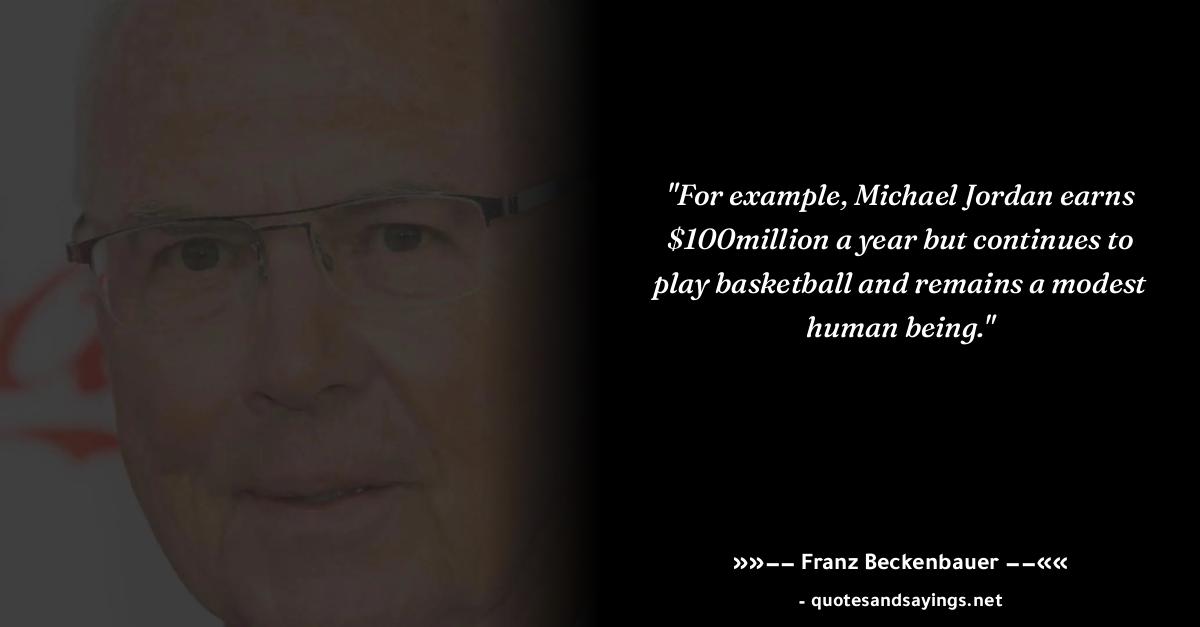 "For example, Michael Jordan earns
$100million a year but continues to
play basketball and remains a modest
human being."
»»−− Franz Beckenbauer −−««
- quotesandsayings.net